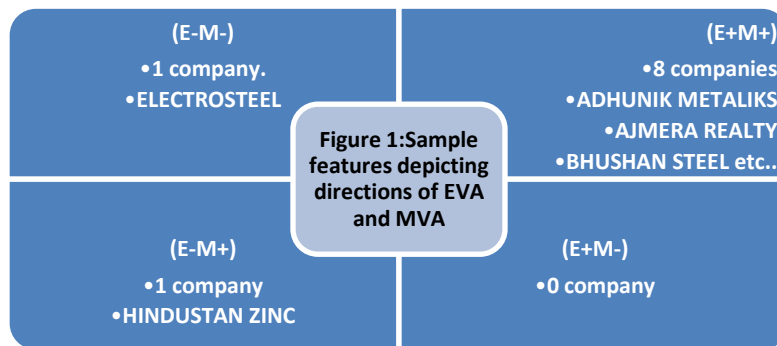 (E-M-)
•1 company.
•ELECTROSTEEL
(E+M+)
•8 companies
•ADHUNIK METALIKS
•AJMERA REALTY
•BHUSHAN STEEL etc..
Figure 1:Sample
features depicting
directions of EVA
and MVA
(E-M+)
•1 company
•HINDUSTAN ZINC
(E+M-)
•0 company